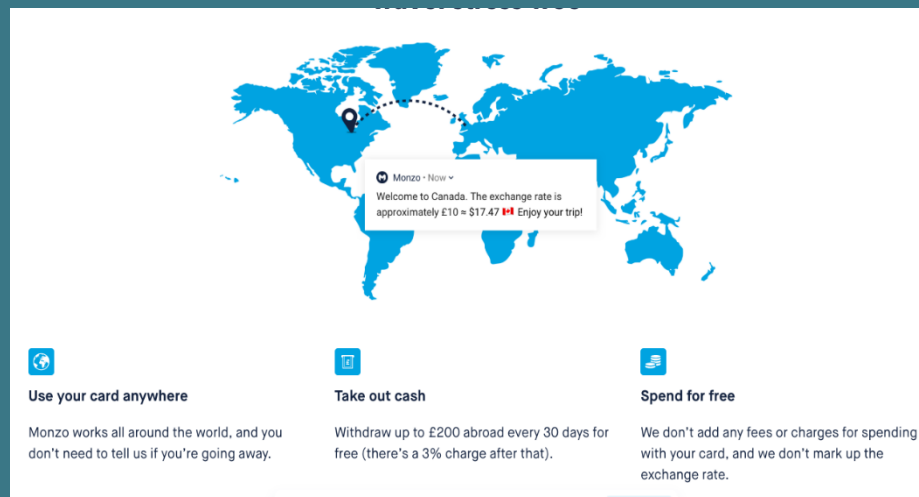 Monzo · Now
Welcome to Canada. The exchange rate is
approximately £10 ≈ $17.47 🇨🇦 Enjoy your trip!
Use your card anywhere
Monzo works all around the world, and you
don't need to tell us if you're going away.
Take out cash
Withdraw up to £200 abroad every 30 days for
free (there's a 3% charge after that).
Spend for free
We don't add any fees or charges for spending
with your card, and we don't mark up the
exchange rate.